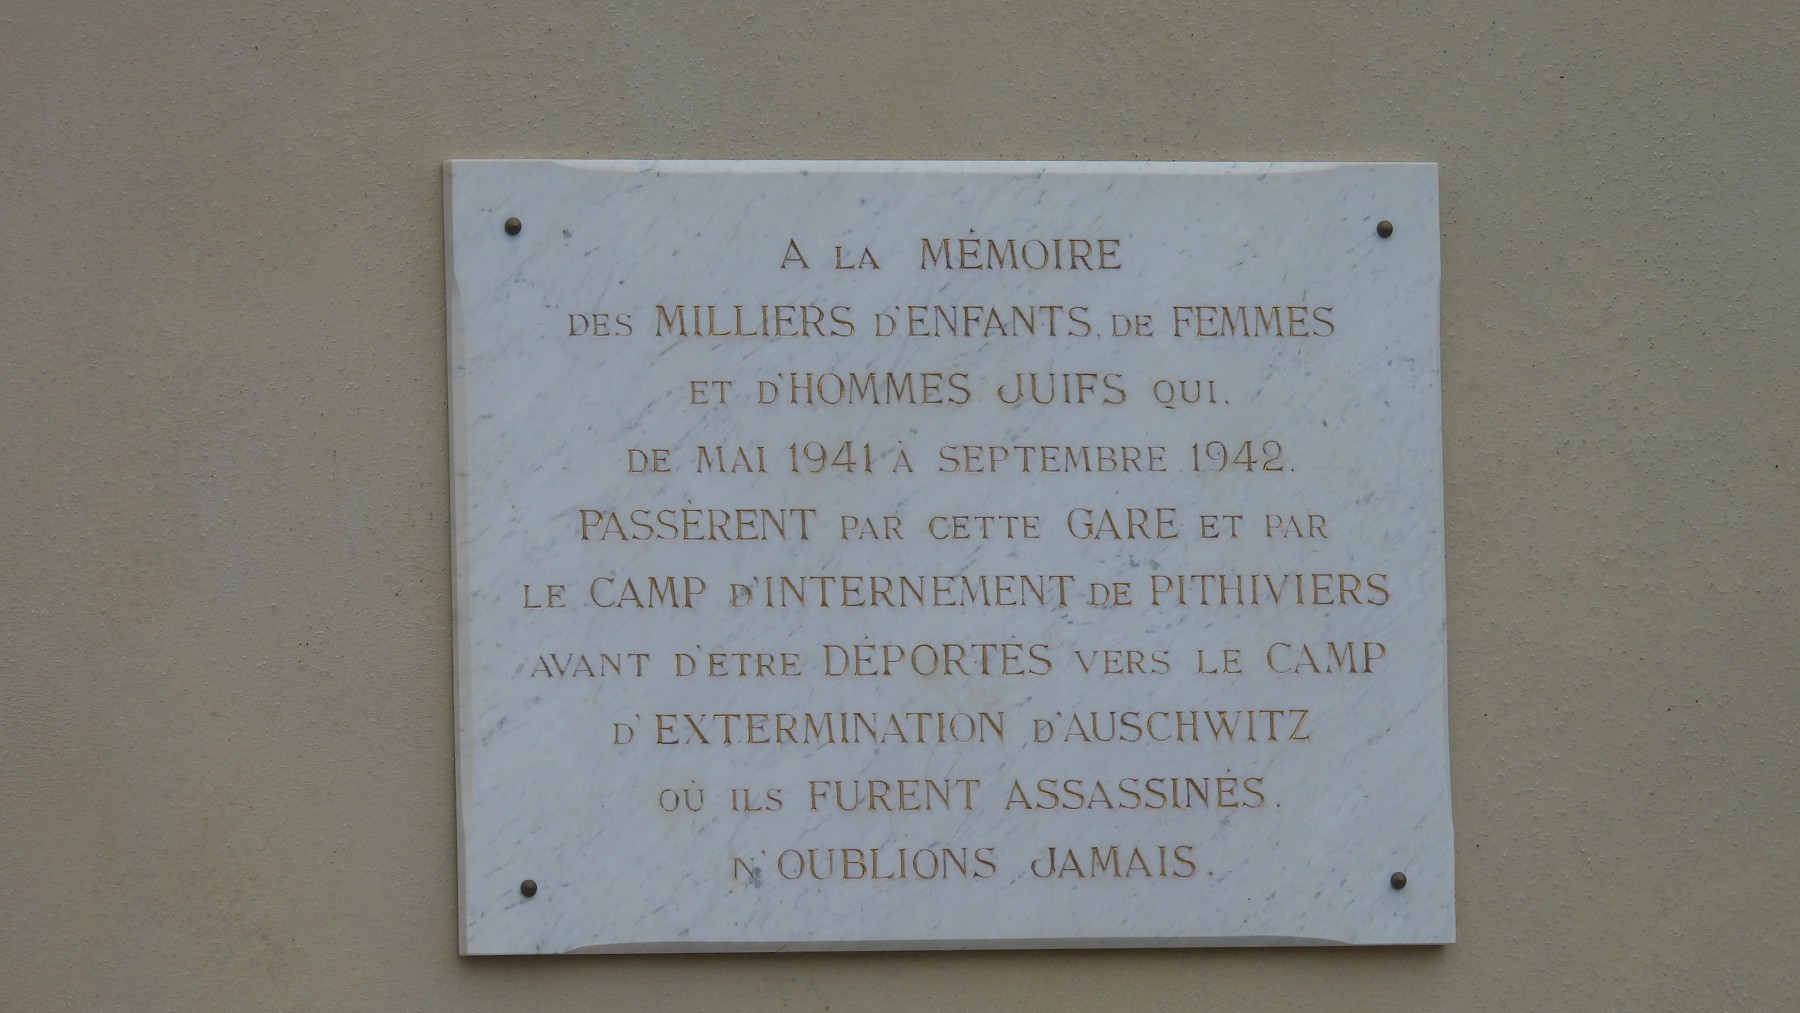 A LA MÉMOIRE
DES MILLIERS D'ENFANTS, DE FEMMES
ET D'HOMMES JUIFS QUI,
DE MAI 1941 À SEPTEMBRE 1942,
PASSÈRENT PAR CETTE GARE ET PAR
LE CAMP D'INTERNEMENT DE PITHIVIERS
AVANT D'ÊTRE DÉPORTÉS VERS LE CAMP
D'EXTERMINATION D'AUSCHWITZ
OÙ ILS FURENT ASSASSINÉS.
N'OUBLIONS JAMAIS.